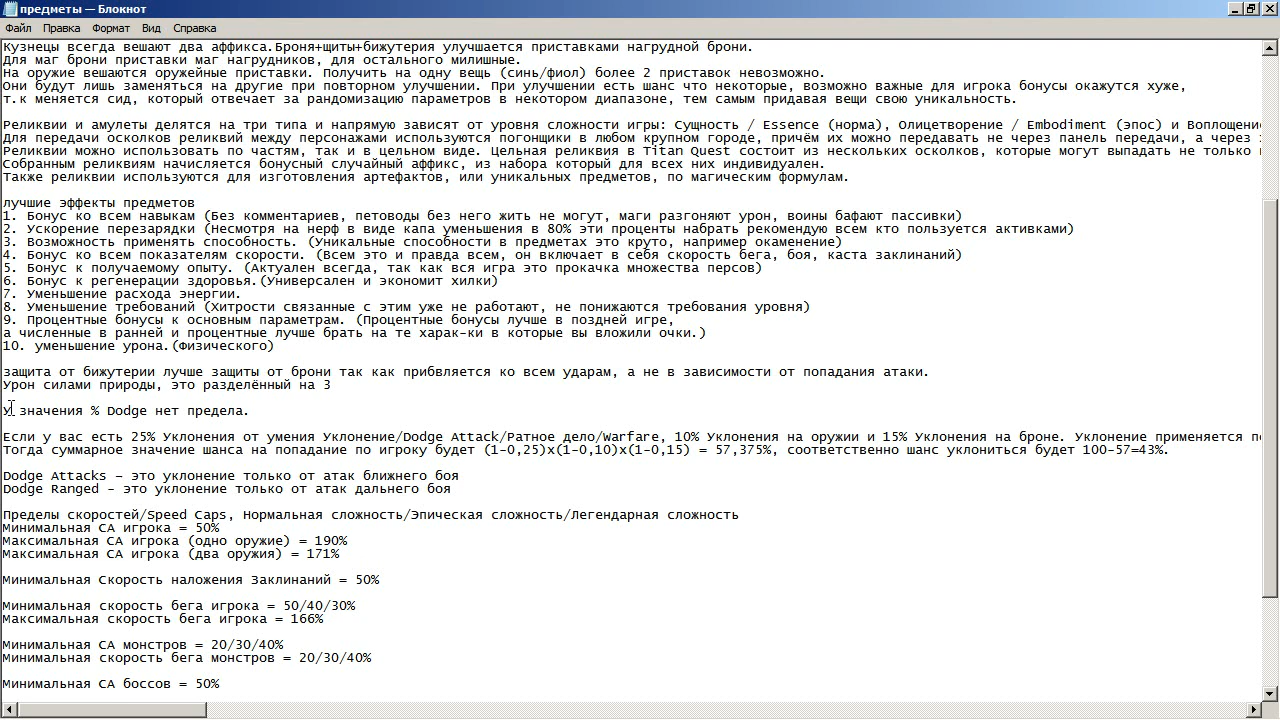 предметы — Блокнот
Файл Правка Формат Вид Справка
Кузнецы всегда вешают два аффикса.Броня+щиты+бижутерия улучшается приставками нагрудной брони.
Для маг брони приставки маг нагрудников, для остального милишные.
На оружие вешаются оружейные приставки. Получить на одну вещь (синь/фиол) более 2 приставок невозможно.
Они будут лишь заменяться на другие при повторном улучшении. При улучшении есть шанс что некоторые, возможно важные для игрока бонусы окажутся хуже,
т.к меняется сид, который отвечает за рандомизацию параметров в некотором диапазоне, тем самым придавая вещи свою уникальность.
Реликвии и амулеты делятся на три типа и напрямую зависят от уровня сложности игры: Сущность / Essence (норма), Олицетворение / Embodiment (эпос) и Воплощени
Для передачи осколков реликвий между персонажами используются погонщики в любом крупном городе, причём их можно передавать не через панель передачи, а через
Реликвии можно использовать по частям, так и в цельном виде. Цельная реликвия в Titan Quest состоит из нескольких осколков, которые могут выпадать не только
собранным реликвиям начисляется бонусный случайный аффикс, из набора который для всех них индивидуален.
Также реликвии используются для изготовления артефактов, или уникальных предметов, по магическим формулам.
лучшие эффекты предметов
1. Бонус ко всем навыкам (Без комментариев, петоводы без него жить не могут, маги разгоняют урон, воины бафают пассивки)
2. Ускорение перезарядки (Несмотря на нерф в виде капа уменьшения в 80% эти проценты набрать рекомендую всем кто пользуется активками)
3. Возможность применять способность. (Уникальные способности в предметах это круто, например окаменение)
4. Бонус ко всем показателям скорости. (Всем это и правда всем, он включает в себя скорость бега, боя, каста заклинаний)
5. Бонус к получаемому опыту. (Актуален всегда, так как вся игра это прокачка множества персов)
6. Бонус к регенерации здоровья.(Универсален и экономит хилки)
7. Уменьшение расхода энергии.
8. Уменьшение требований (Хитрости связанные с этим уже не работают, не понижаются требования уровня)
9. Процентные бонусы к основным параметрам. (Процентные бонусы лучше в поздней игре,
а численные в ранней и процентные лучше брать на те харак-ки в которые вы вложили очки.)
10. уменьшение урона.(Физического)
защита от бижутерии лучше защиты от брони так как прибвляется ко всем ударам, а не в зависимости от попадания атаки.
Урон силами природы, это разделённый на 3
У значения % Dodge нет предела.
Если у вас есть 25% Уклонения от умения Уклонение/Dodge Attack/Ратное дело/Warfare, 10% Уклонения на оружии и 15% Уклонения на броне. Уклонение применяется п
Тогда суммарное значение шанса на попадание по игроку будет (1-0,25)x(1-0,10)x(1-0,15) = 57,375%, соответственно шанс уклониться будет 100-57=43%.
Dodge Attacks – это уклонение только от атак ближнего боя
Dodge Ranged – это уклонение только от атак дальнего боя
Пределы скоростей/Speed Caps, Нормальная сложность/Эпическая сложность/Легендарная сложность
Минимальная СА игрока = 50%
Максимальная СА игрока (одно оружие) = 190%
Максимальная СА игрока (два оружия) = 171%
Минимальная Скорость наложения Заклинаний = 50%
Минимальная скорость бега игрока = 50/40/30%
Максимальная скорость бега игрока = 166%
Минимальная СА монстров = 20/30/40%
Минимальная скорость бега монстров = 20/30/40%
Минимальная СА боссов = 50%